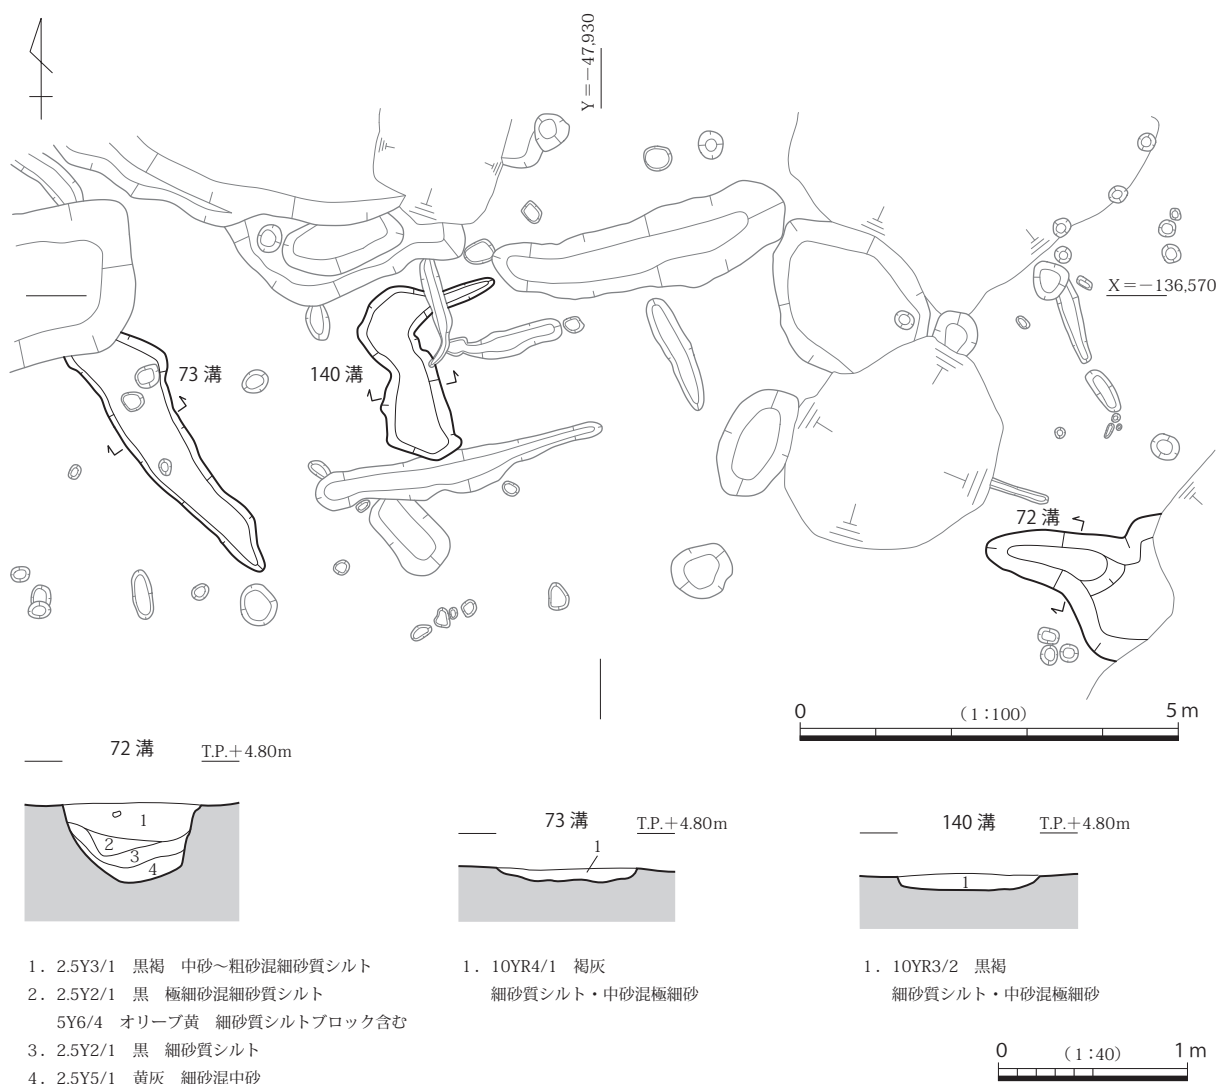 Y＝−47,930
X＝−136,570
73 溝
140 溝
72 溝
0 （1：100） 5 m
72 溝 T.P.＋4.80m
1
2
3
4
73 溝 T.P.＋4.80m
1
140 溝 T.P.＋4.80m
1
1． 2.5Y3/1　黒褐　中砂～粗砂混細砂質シルト
2． 2.5Y2/1　黒　極細砂混細砂質シルト
5Y6/4　オリーブ黄　細砂質シルトブロック含む
3． 2.5Y2/1　黒　細砂質シルト
4． 2.5Y5/1　黄灰　細砂混中砂
1． 10YR4/1　褐灰
細砂質シルト・中砂混極細砂
1． 10YR3/2　黒褐
細砂質シルト・中砂混極細砂
0 （1：40） 1 m